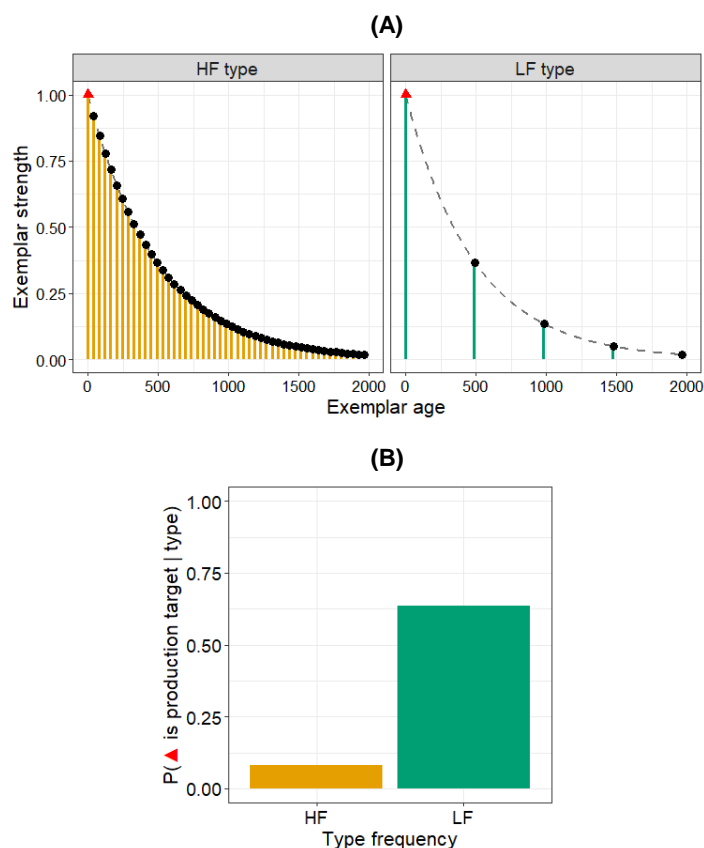 (A)
HF type
LF type
Exemplar strength
1.00
0.75
0.50
0.25
0.00
0 500 1000 1500 2000
0 500 1000 1500 2000
Exemplar age
(B)
P(▲ is production target | type)
1.00
0.75
0.50
0.25
0.00
HF LF
Type frequency